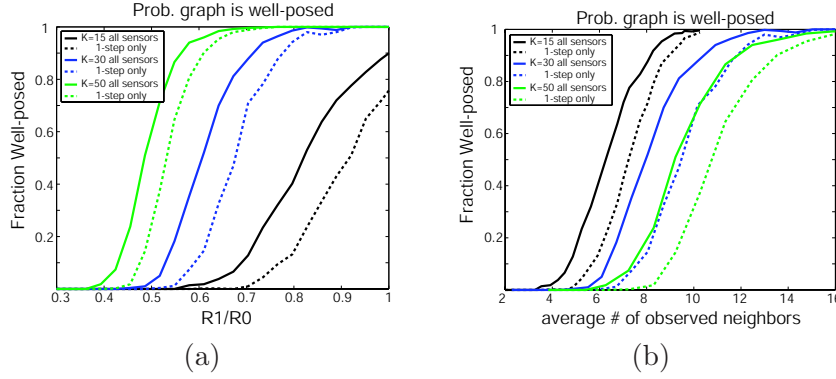 Prob. graph is well-posed
1
0.8
0.6
0.4
0.2
0.3 0.4 0.5 0.6 0.7 0.8 0.9 1
Fraction Well-posed
R1/R0
K=15 all sensors
1-step only
K=30 all sensors
1-step only
K=50 all sensors
1-step only
(a)
Prob. graph is well-posed
1
0.8
0.6
0.4
0.2
2 4 6 8 10 12 14 16
Fraction Well-posed
average # of observed neighbors
K=15 all sensors
1-step only
K=30 all sensors
1-step only
K=50 all sensors
1-step only
(b)